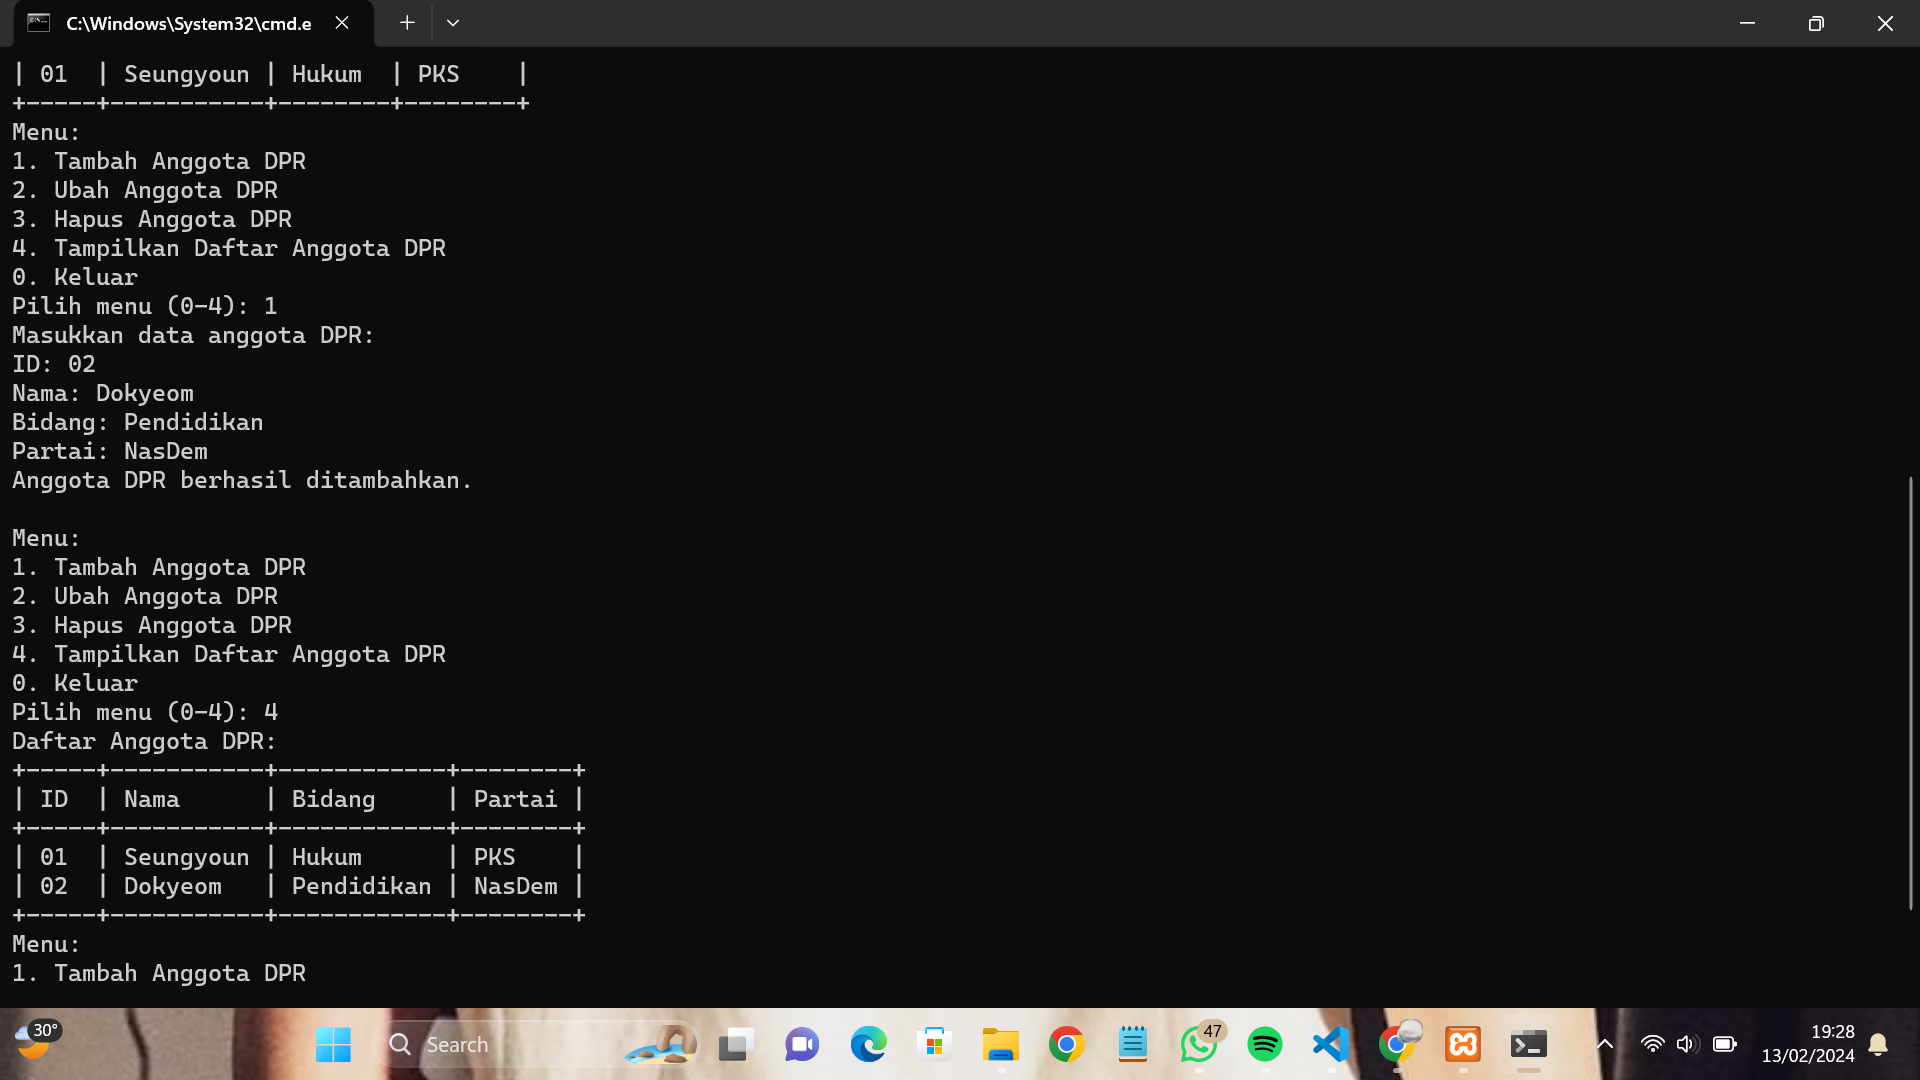 C:\Windows\System32\cmd.e
| 01  | Seungyoun | Hukum  | PKS    |
+-----+-----------+--------+--------+
Menu:
1. Tambah Anggota DPR
2. Ubah Anggota DPR
3. Hapus Anggota DPR
4. Tampilkan Daftar Anggota DPR
0. Keluar
Pilih menu (0-4): 1
Masukkan data anggota DPR:
ID: 02
Nama: Dokyeom
Bidang: Pendidikan
Partai: NasDem
Anggota DPR berhasil ditambahkan.

Menu:
1. Tambah Anggota DPR
2. Ubah Anggota DPR
3. Hapus Anggota DPR
4. Tampilkan Daftar Anggota DPR
0. Keluar
Pilih menu (0-4): 4
Daftar Anggota DPR:
+-----+-----------+------------+--------+
| ID  | Nama      | Bidang     | Partai |
+-----+-----------+------------+--------+
| 01  | Seungyoun | Hukum      | PKS    |
| 02  | Dokyeom   | Pendidikan | NasDem |
+-----+-----------+------------+--------+
Menu:
1. Tambah Anggota DPR
30°
Search
47
19:28
13/02/2024